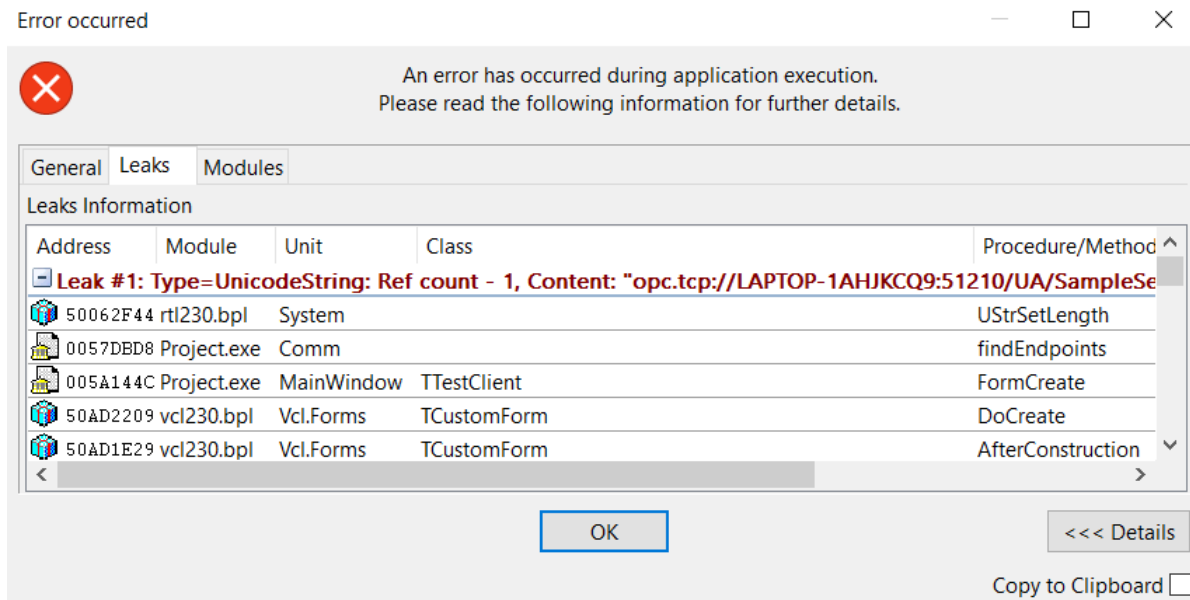 Error occurred
An error has occurred during application execution.
Please read the following information for further details.
General Leaks Modules
Leaks Information
Address Module Unit Class Procedure/Method
Leak #1: Type=UnicodeString: Ref count - 1, Content: "opc.tcp://LAPTOP-1AHJKCQ9:51210/UA/SampleSe
50062F44 rtl230.bpl System UStrSetLength
0057DBD8 Project.exe Comm findEndpoints
005A144C Project.exe MainWindow TTestClient FormCreate
50AD2209 vcl230.bpl Vcl.Forms TCustomForm DoCreate
50AD1E29 vcl230.bpl Vcl.Forms TCustomForm AfterConstruction
OK
<<< Details
Copy to Clipboard